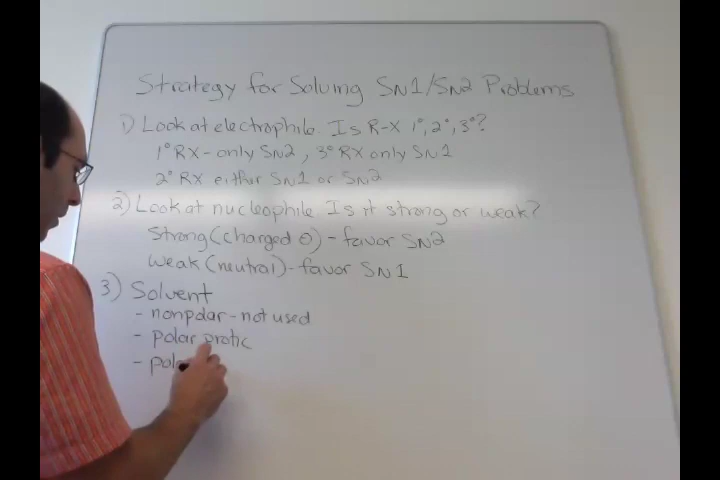 Strategy for Solving SN1/SN2 Problems
1) Look at electrophile. Is R-X 1°, 2°, 3°?
1° RX - only SN2, 3° RX only SN1
2° RX either SN1 or SN2
2) Look at nucleophile Is it strong or weak?
Strong (charged ⊖) - favor SN2
Weak (neutral) - favor SN1
3) Solvent
- nonpolar - not used
- polar protic
- pola